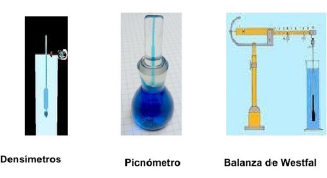 Densimetros
Picnómetro
Balanza de Westfal